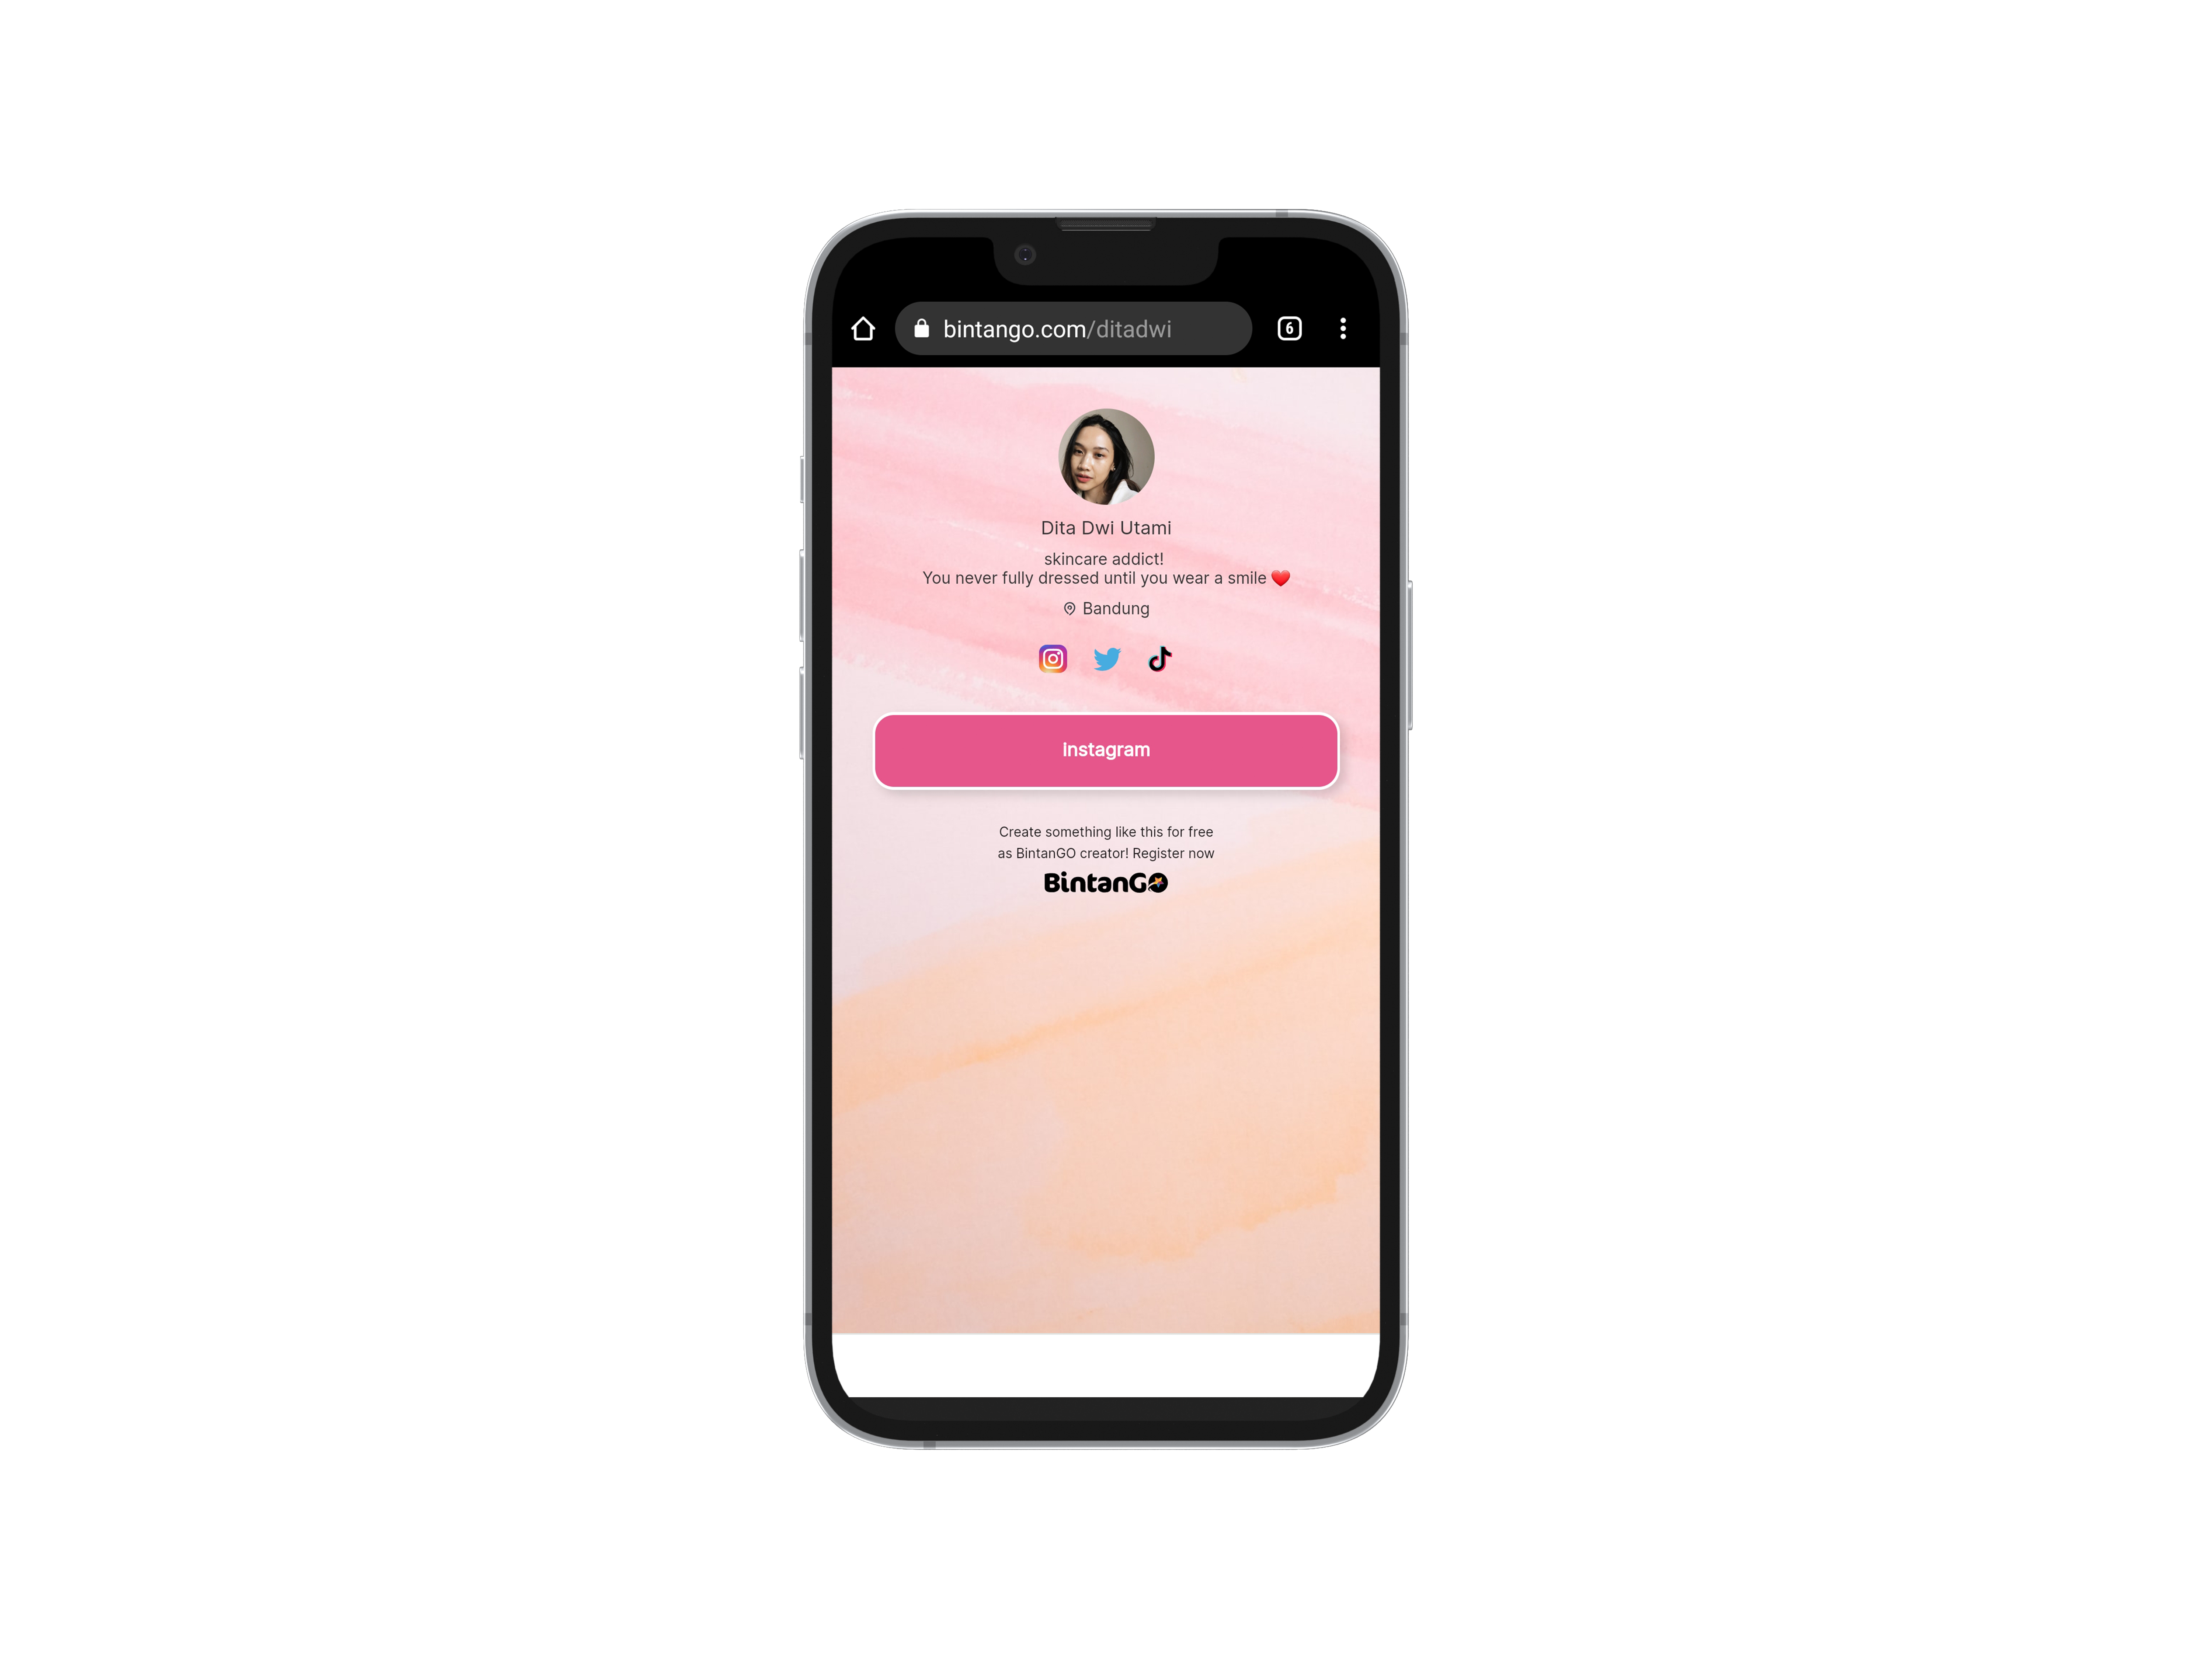 bintango.com/ditadwi
6
Dita Dwi Utami
skincare addict!
You never fully dressed until you wear a smile ❤️
Bandung
Instagram
Create something like this for free
as BintanGO creator! Register now
BintanGO